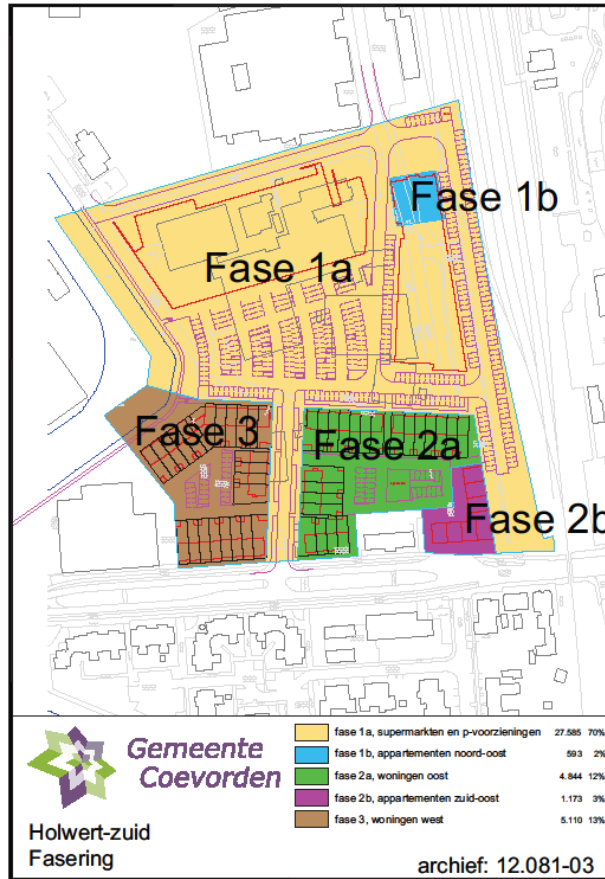 Fase 1b
Fase 1a
Fase 3
Fase 2a
Fase 2b
Gemeente
Coevorden
Holwert-zuid
Fasering
fase 1a, supermarkten en p-voorzieningen 27.585 70%
fase 1b, appartementen noord-oost 593 2%
fase 2a, woningen oost 4.844 12%
fase 2b, appartementen zuid-oost 1.173 3%
fase 3, woningen west 5.110 13%
archief: 12.081-03